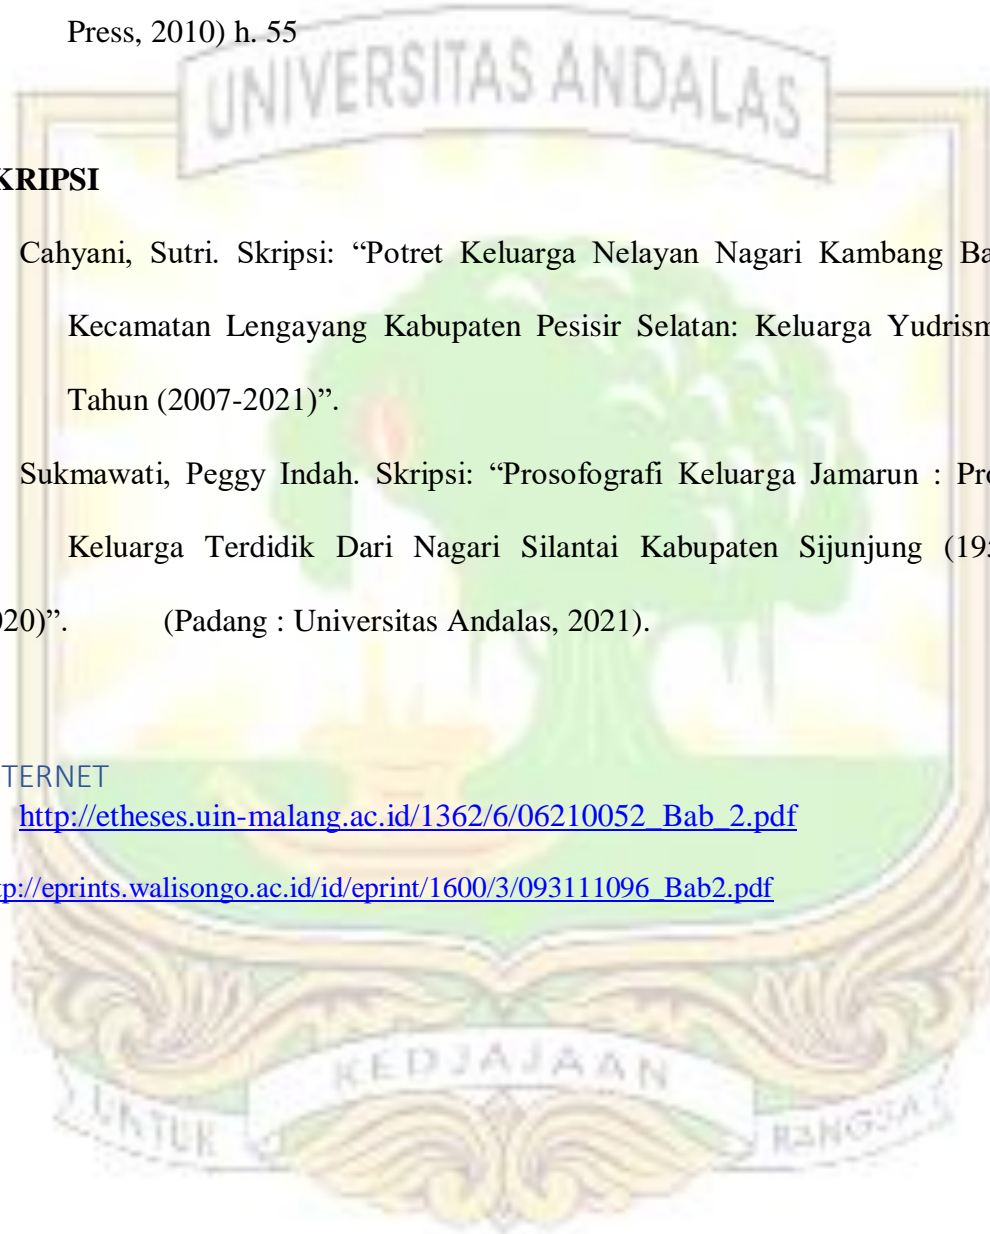 Press, 2010) h. 55
UNIVERSITAS ANDALAS
KRIPSI
Cahyani, Sutri. Skripsi: “Potret Keluarga Nelayan Nagari Kambang Ba
Kecamatan Lengayang Kabupaten Pesisir Selatan: Keluarga Yudrism
Tahun (2007-2021)”.
Sukmawati, Peggy Indah. Skripsi: “Prosofografi Keluarga Jamarun : Pro
Keluarga Terdidik Dari Nagari Silantai Kabupaten Sijunjung (195
020)”. (Padang : Universitas Andalas, 2021).
TERNET
http://etheses.uin-malang.ac.id/1362/6/06210052_Bab_2.pdf
tp://eprints.walisongo.ac.id/id/eprint/1600/3/093111096_Bab2.pdf
UNTUK KEDJAJAAN BANGSA